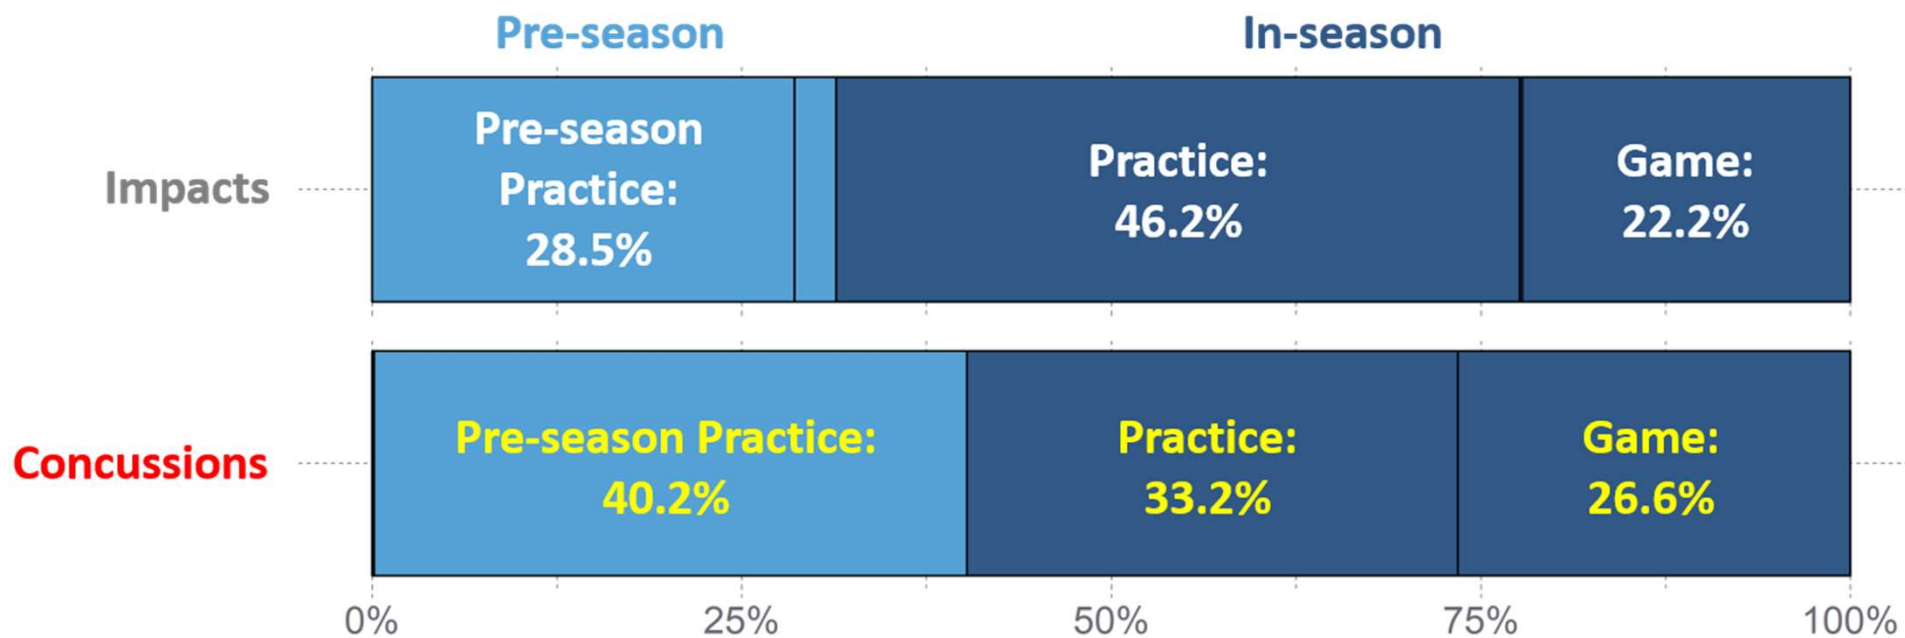 Pre-season
In-season
Impacts
Pre-season
Practice:
28.5%
Practice:
46.2%
Game:
22.2%
Concussions
Pre-season Practice:
40.2%
Practice:
33.2%
Game:
26.6%
0%
25%
50%
75%
100%